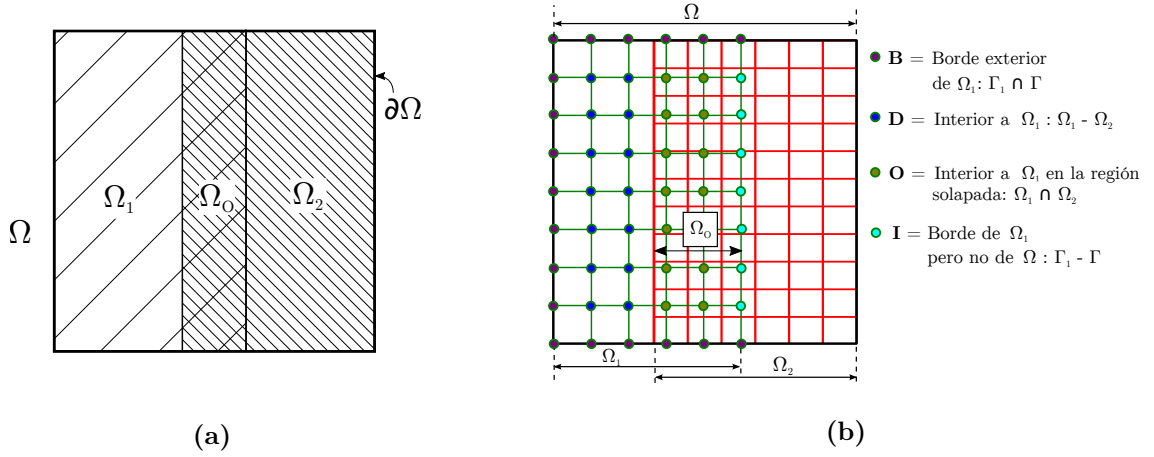 Ω
Ω₁
Ω_O
Ω₂
∂Ω
(a)
Ω
Ω_O
Ω₁
Ω₂
B = Borde exterior
de Ω₁: Γ₁ ∩ Γ
D = Interior a Ω₁ : Ω₁ - Ω₂
O = Interior a Ω₁ en la región
solapada: Ω₁ ∩ Ω₂
I = Borde de Ω₁
pero no de Ω : Γ₁ - Γ
(b)